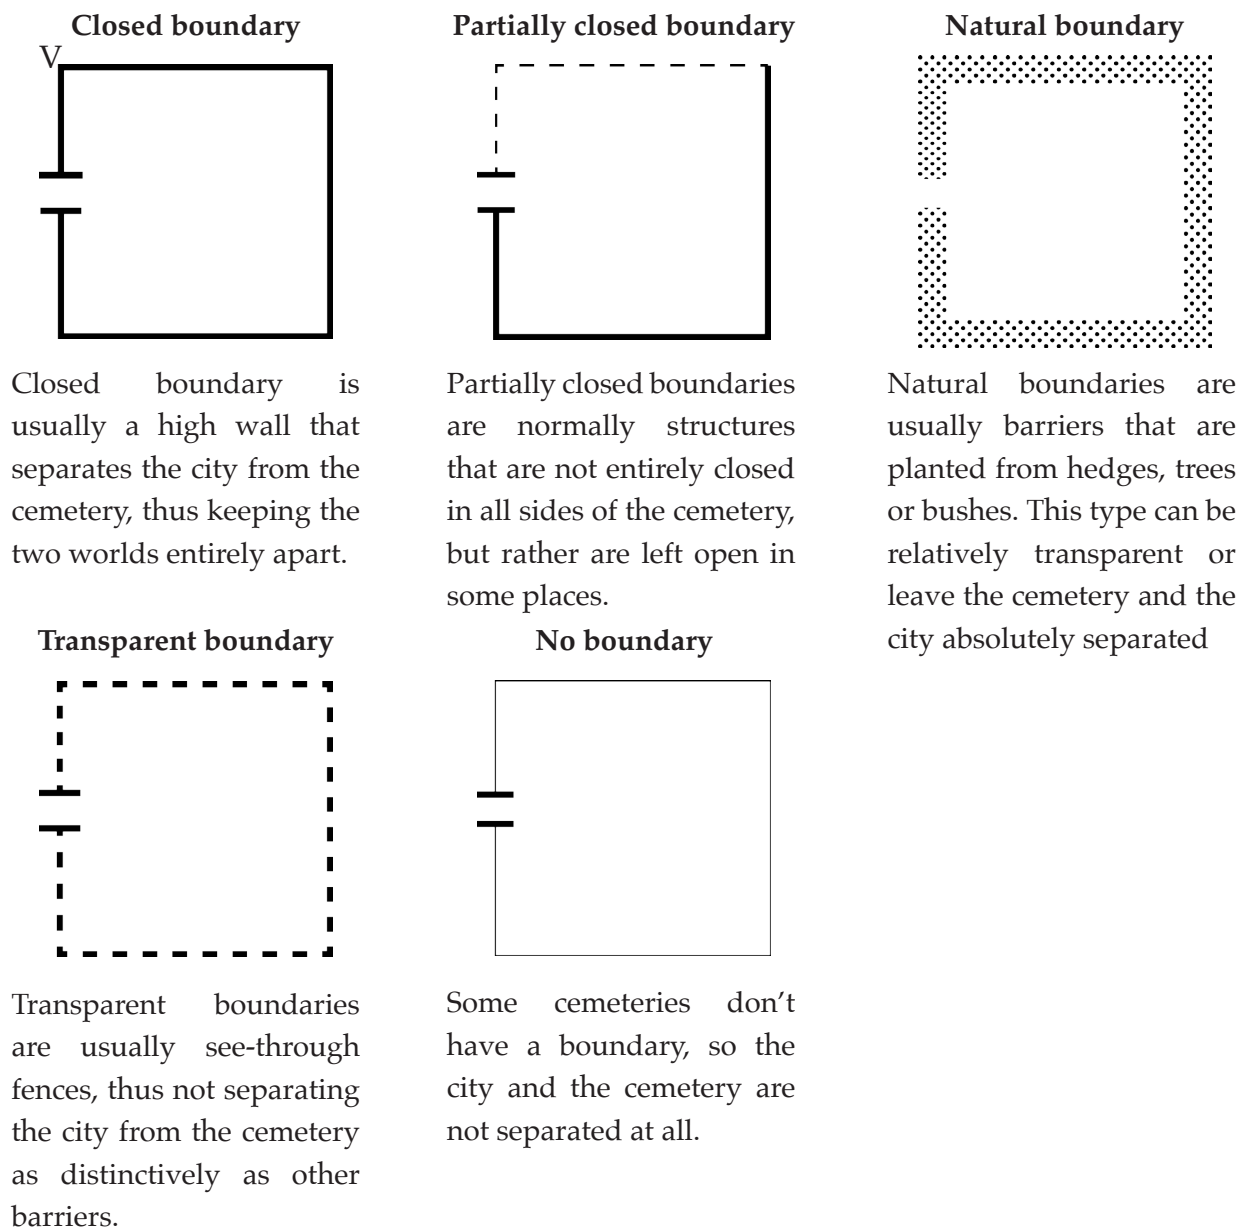 Closed boundary
V
Closed boundary is
usually a high wall that
separates the city from the
cemetery, thus keeping the
two worlds entirely apart.
Partially closed boundary
Partially closed boundaries
are normally structures
that are not entirely closed
in all sides of the cemetery,
but rather are left open in
some places.
Natural boundary
Natural boundaries are
usually barriers that are
planted from hedges, trees
or bushes. This type can be
relatively transparent or
leave the cemetery and the
city absolutely separated
Transparent boundary
Transparent boundaries
are usually see-through
fences, thus not separating
the city from the cemetery
as distinctively as other
barriers.
No boundary
Some cemeteries don't
have a boundary, so the
city and the cemetery are
not separated at all.